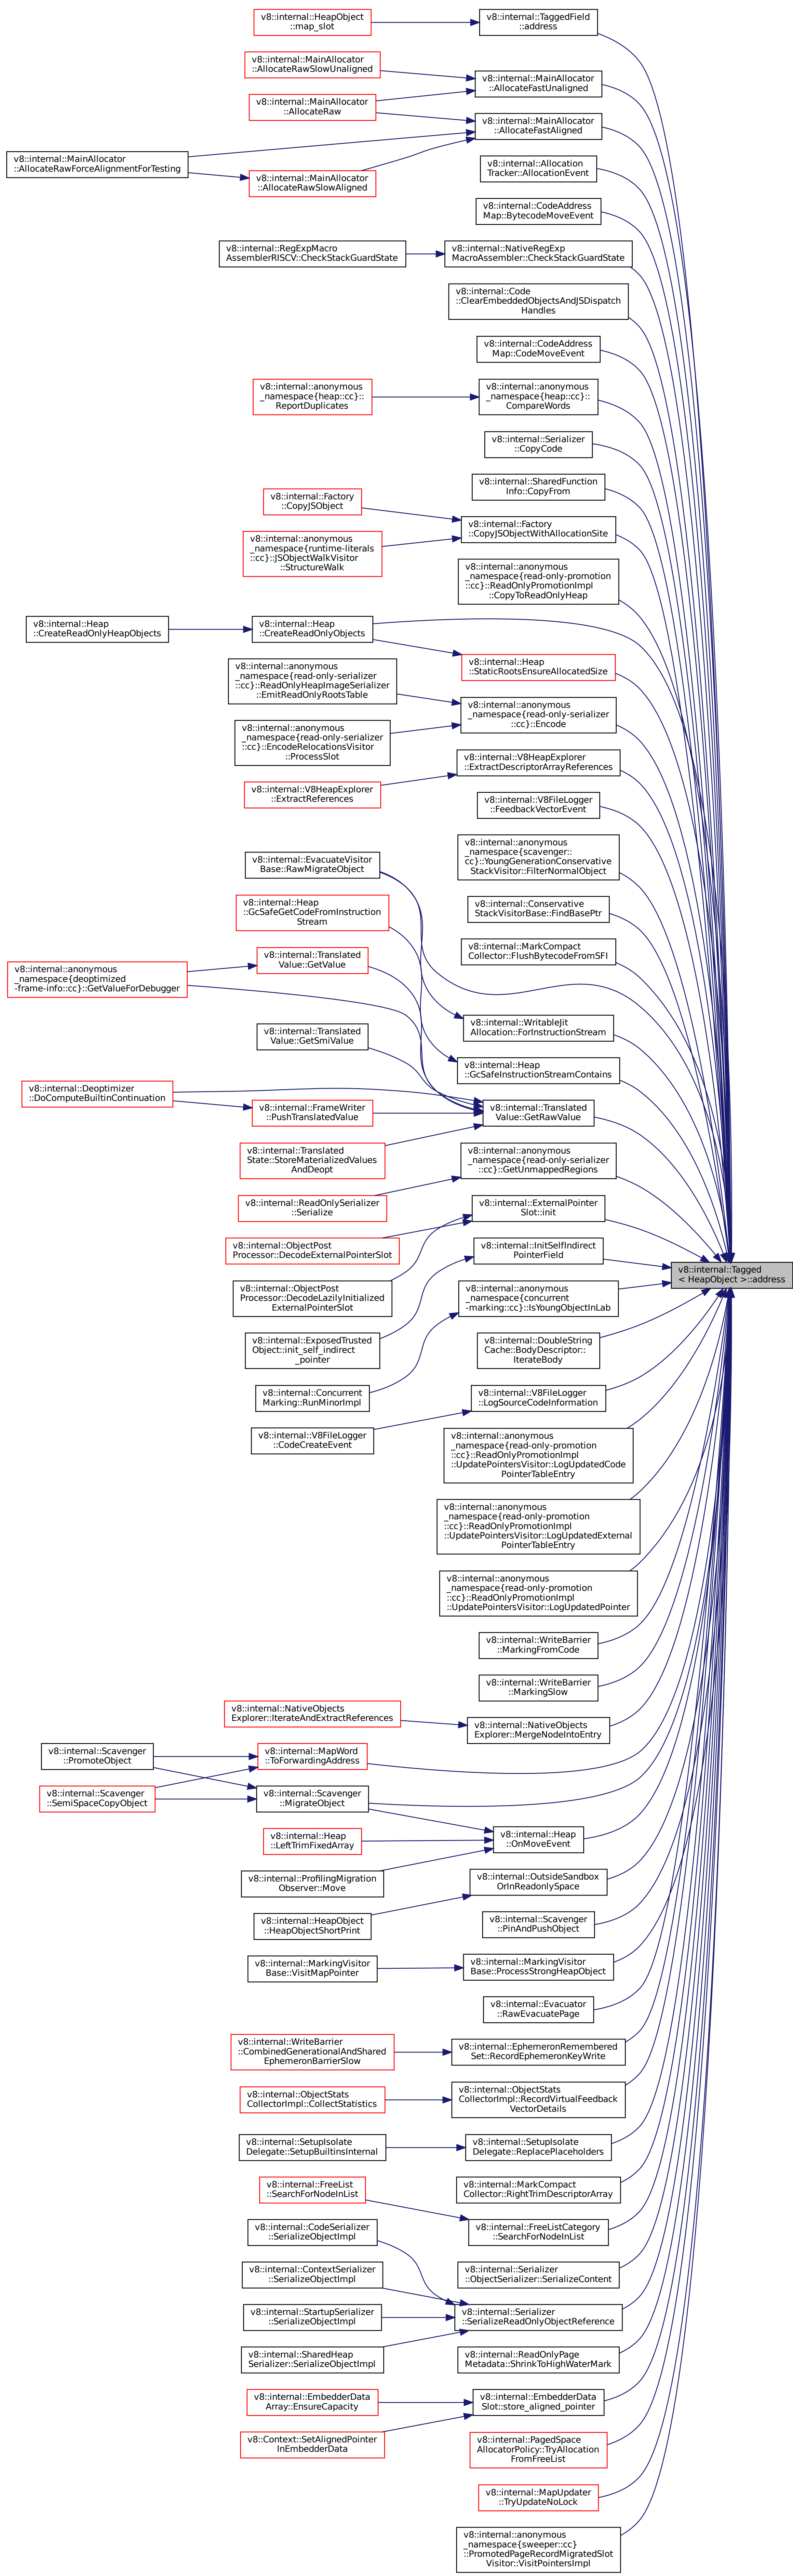 v8::internal::HeapObject
::map_slot
v8::internal::TaggedField
::address
v8::internal::MainAllocator
::AllocateRawSlowUnaligned
v8::internal::MainAllocator
::AllocateFastUnaligned
v8::internal::MainAllocator
::AllocateRaw
v8::internal::MainAllocator
::AllocateFastAligned
v8::internal::MainAllocator
::AllocateRawForceAlignmentForTesting
v8::internal::MainAllocator
::AllocateRawSlowAligned
v8::internal::Allocation
Tracker::AllocationEvent
v8::internal::CodeAddress
Map::BytecodeMoveEvent
v8::internal::RegExpMacro
AssemblerRISCV::CheckStackGuardState
v8::internal::NativeRegExp
MacroAssembler::CheckStackGuardState
v8::internal::Code
::ClearEmbeddedObjectsAndJSDispatch
Handles
v8::internal::CodeAddress
Map::CodeMoveEvent
v8::internal::anonymous
_namespace{heap::cc}::
ReportDuplicates
v8::internal::anonymous
_namespace{heap::cc}::
CompareWords
v8::internal::Serializer
::CopyCode
v8::internal::SharedFunction
Info::CopyFrom
v8::internal::Factory
::CopyJSObject
v8::internal::Factory
::CopyJSObjectWithAllocationSite
v8::internal::anonymous
_namespace{runtime-literals
::cc}::JSObjectWalkVisitor
::StructureWalk
v8::internal::anonymous
_namespace{read-only-promotion
::cc}::ReadOnlyPromotionImpl
::CopyToReadOnlyHeap
v8::internal::Heap
::CreateReadOnlyHeapObjects
v8::internal::Heap
::CreateReadOnlyObjects
v8::internal::Heap
::StaticRootsEnsureAllocatedSize
v8::internal::anonymous
_namespace{read-only-serializer
::cc}::ReadOnlyHeapImageSerializer
::EmitReadOnlyRootsTable
v8::internal::anonymous
_namespace{read-only-serializer
::cc}::Encode
v8::internal::anonymous
_namespace{read-only-serializer
::cc}::EncodeRelocationsVisitor
::ProcessSlot
v8::internal::V8HeapExplorer
::ExtractDescriptorArrayReferences
v8::internal::V8HeapExplorer
::ExtractReferences
v8::internal::V8FileLogger
::FeedbackVectorEvent
v8::internal::anonymous
_namespace{scavenger::
cc}::YoungGenerationConservative
StackVisitor::FilterNormalObject
v8::internal::EvacuateVisitor
Base::RawMigrateObject
v8::internal::Conservative
StackVisitorBase::FindBasePtr
v8::internal::Heap
::GcSafeGetCodeFromInstruction
Stream
v8::internal::MarkCompact
Collector::FlushBytecodeFromSFI
v8::internal::Translated
Value::GetValue
v8::internal::anonymous
_namespace{deoptimized
-frame-info::cc}::GetValueForDebugger
v8::internal::WritableJit
Allocation::ForInstructionStream
v8::internal::Translated
Value::GetSmiValue
v8::internal::Heap
::GcSafeInstructionStreamContains
v8::internal::Deoptimizer
::DoComputeBuiltinContinuation
v8::internal::FrameWriter
::PushTranslatedValue
v8::internal::Translated
Value::GetRawValue
v8::internal::Translated
State::StoreMaterializedValues
AndDeopt
v8::internal::anonymous
_namespace{read-only-serializer
::cc}::GetUnmappedRegions
v8::internal::ReadOnlySerializer
::Serialize
v8::internal::ExternalPointer
Slot::init
v8::internal::ObjectPost
Processor::DecodeExternalPointerSlot
v8::internal::InitSelfIndirect
PointerField
v8::internal::Tagged
< HeapObject >::address
v8::internal::ObjectPost
Processor::DecodeLazilyInitialized
ExternalPointerSlot
v8::internal::anonymous
_namespace{concurrent
-marking::cc}::IsYoungObjectInLab
v8::internal::ExposedTrusted
Object::init_self_indirect
_pointer
v8::internal::DoubleString
Cache::BodyDescriptor::
IterateBody
v8::internal::Concurrent
Marking::RunMinorImpl
v8::internal::V8FileLogger
::LogSourceCodeInformation
v8::internal::V8FileLogger
::CodeCreateEvent
v8::internal::anonymous
_namespace{read-only-promotion
::cc}::ReadOnlyPromotionImpl
::UpdatePointersVisitor::LogUpdatedCode
PointerTableEntry
v8::internal::anonymous
_namespace{read-only-promotion
::cc}::ReadOnlyPromotionImpl
::UpdatePointersVisitor::LogUpdatedExternal
PointerTableEntry
v8::internal::anonymous
_namespace{read-only-promotion
::cc}::ReadOnlyPromotionImpl
::UpdatePointersVisitor::LogUpdatedPointer
v8::internal::WriteBarrier
::MarkingFromCode
v8::internal::WriteBarrier
::MarkingSlow
v8::internal::NativeObjects
Explorer::IterateAndExtractReferences
v8::internal::NativeObjects
Explorer::MergeNodeIntoEntry
v8::internal::Scavenger
::PromoteObject
v8::internal::MapWord
::ToForwardingAddress
v8::internal::Scavenger
::SemiSpaceCopyObject
v8::internal::Scavenger
::MigrateObject
v8::internal::Heap
::LeftTrimFixedArray
v8::internal::Heap
::OnMoveEvent
v8::internal::ProfilingMigration
Observer::Move
v8::internal::OutsideSandbox
OrInReadonlySpace
v8::internal::HeapObject
::HeapObjectShortPrint
v8::internal::Scavenger
::PinAndPushObject
v8::internal::MarkingVisitor
Base::VisitMapPointer
v8::internal::MarkingVisitor
Base::ProcessStrongHeapObject
v8::internal::Evacuator
::RawEvacuatePage
v8::internal::WriteBarrier
::CombinedGenerationalAndShared
EphemeronBarrierSlow
v8::internal::EphemeronRemembered
Set::RecordEphemeronKeyWrite
v8::internal::ObjectStats
CollectorImpl::CollectStatistics
v8::internal::ObjectStats
CollectorImpl::RecordVirtualFeedback
VectorDetails
v8::internal::SetupIsolate
Delegate::SetupBuiltinsInternal
v8::internal::SetupIsolate
Delegate::ReplacePlaceholders
v8::internal::FreeList
::SearchForNodeInList
v8::internal::MarkCompact
Collector::RightTrimDescriptorArray
v8::internal::CodeSerializer
::SerializeObjectImpl
v8::internal::FreeListCategory
::SearchForNodeInList
v8::internal::ContextSerializer
::SerializeObjectImpl
v8::internal::Serializer
::ObjectSerializer::SerializeContent
v8::internal::StartupSerializer
::SerializeObjectImpl
v8::internal::Serializer
::SerializeReadOnlyObjectReference
v8::internal::SharedHeap
Serializer::SerializeObjectImpl
v8::internal::ReadOnlyPage
Metadata::ShrinkToHighWaterMark
v8::internal::EmbedderData
Array::EnsureCapacity
v8::internal::EmbedderData
Slot::store_aligned_pointer
v8::Context::SetAlignedPointer
InEmbedderData
v8::internal::PagedSpace
AllocatorPolicy::TryAllocation
FromFreeList
v8::internal::MapUpdater
::TryUpdateNoLock
v8::internal::anonymous
_namespace{sweeper::cc}
::PromotedPageRecordMigratedSlot
Visitor::VisitPointersImpl